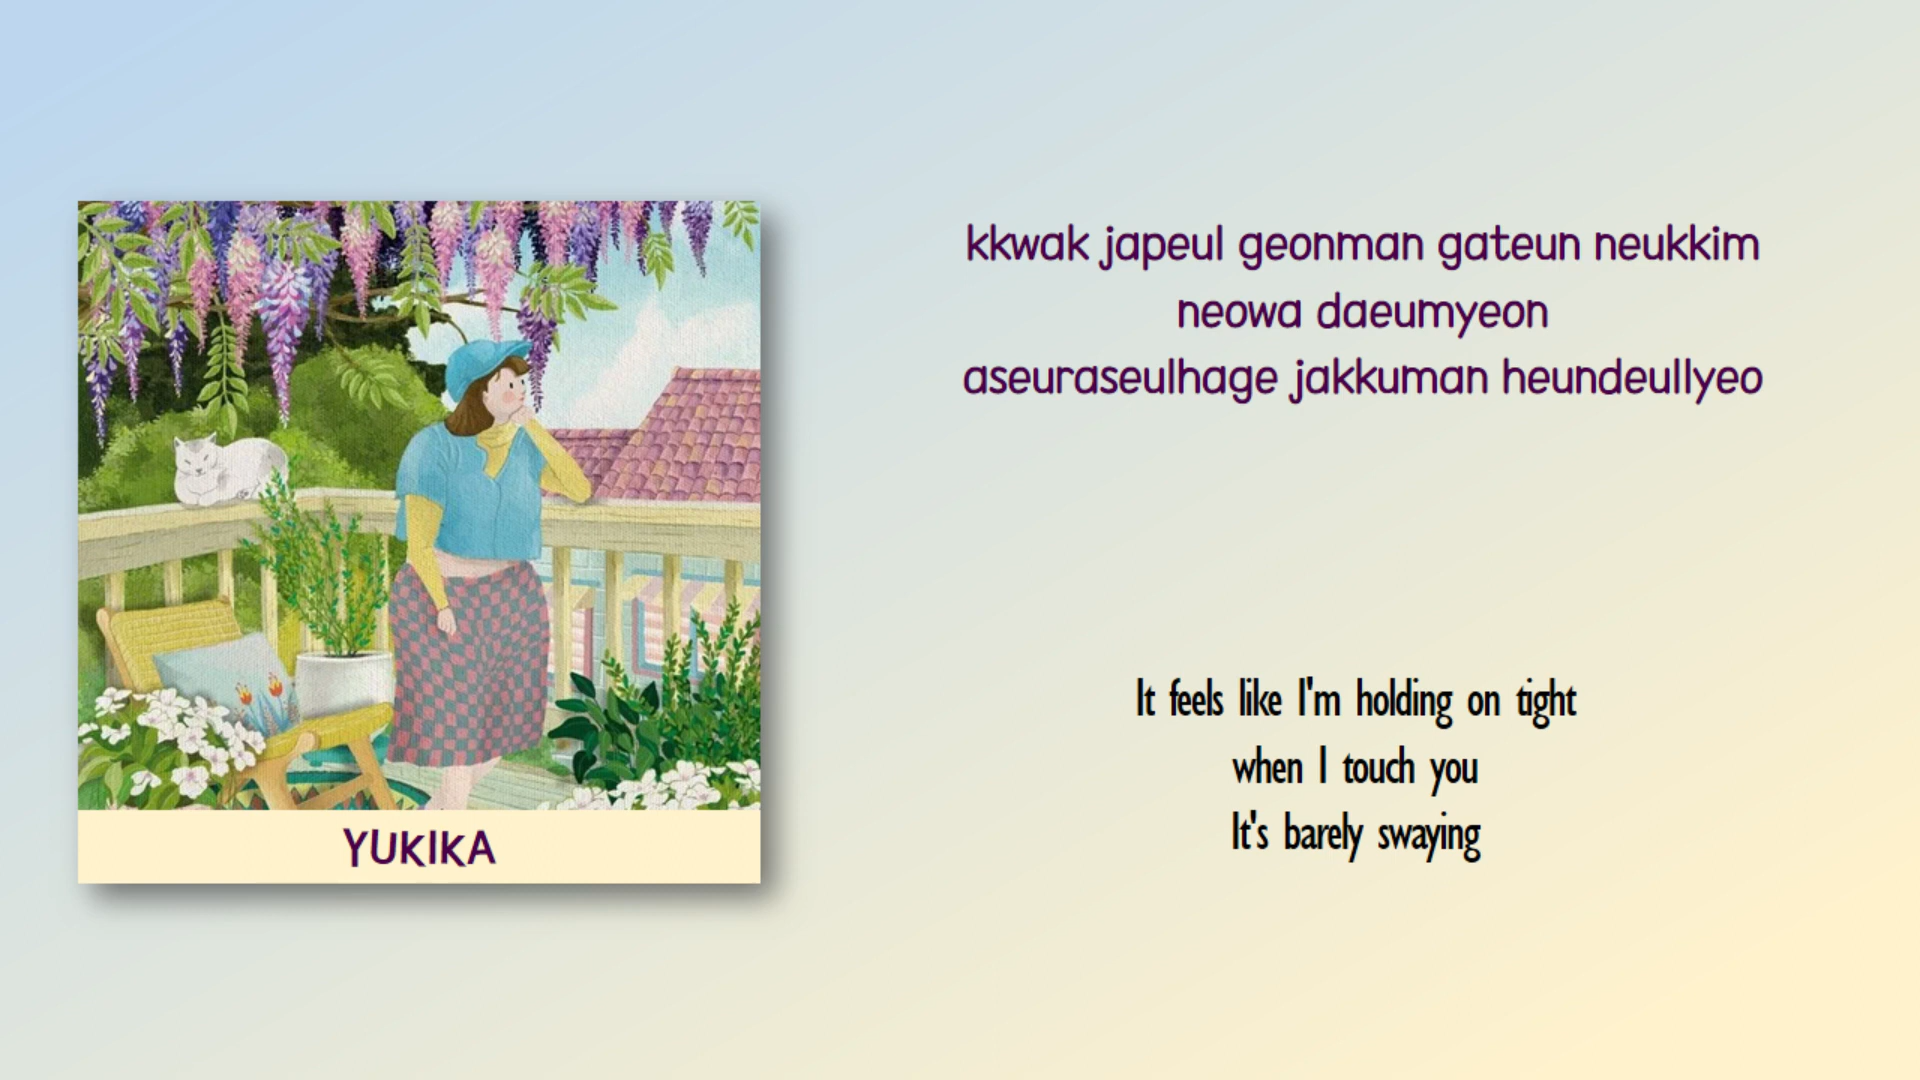 kkwak japeul geonman gateun neukkim
neowa daeumyeon
aseuraseulhage jakkuman heundeullyeo
It feels like I'm holding on tight
when I touch you
It's barely swaying
YUKIKA